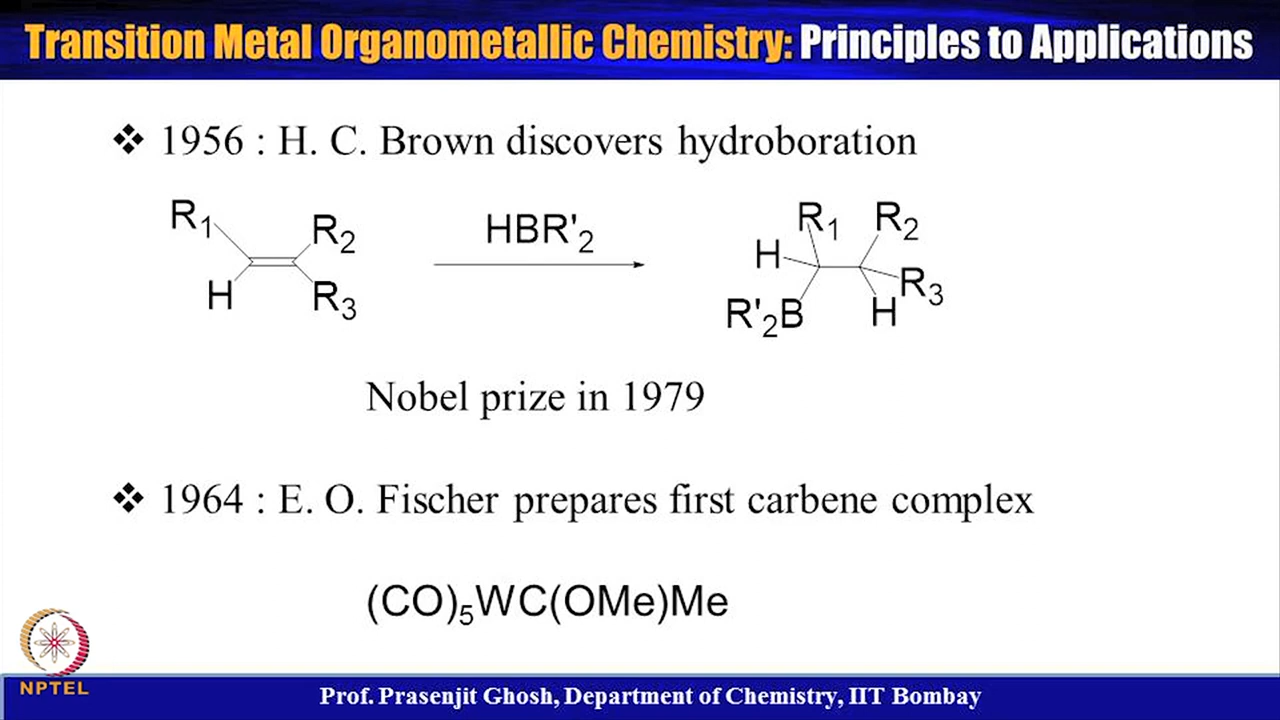 Transition Metal Organometallic Chemistry: Principles to Applications
❖ 1956 : H. C. Brown discovers hydroboration
R₁ R₂ H R₃ HBR'₂ R₁ R₂ H R₃ R'₂B H
Nobel prize in 1979
❖ 1964 : E. O. Fischer prepares first carbene complex
(CO)₅WC(OMe)Me
NPTEL
Prof. Prasenjit Ghosh, Department of Chemistry, IIT Bombay